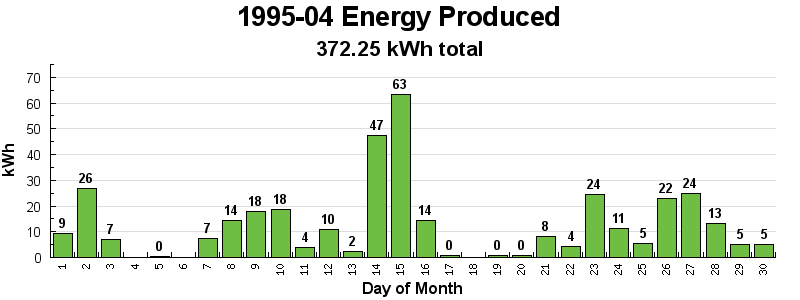 1995-04 Energy Produced
372.25 kWh total
kWh
70
60
50
40
30
20
10
0
9 26 7 0 7 14 18 18 4 10 2 47 63 14 0 0 0 8 4 24 11 5 22 24 13 5 5
1 2 3 4 5 6 7 8 9 10 11 12 13 14 15 16 17 18 19 20 21 22 23 24 25 26 27 28 29 30
Day of Month